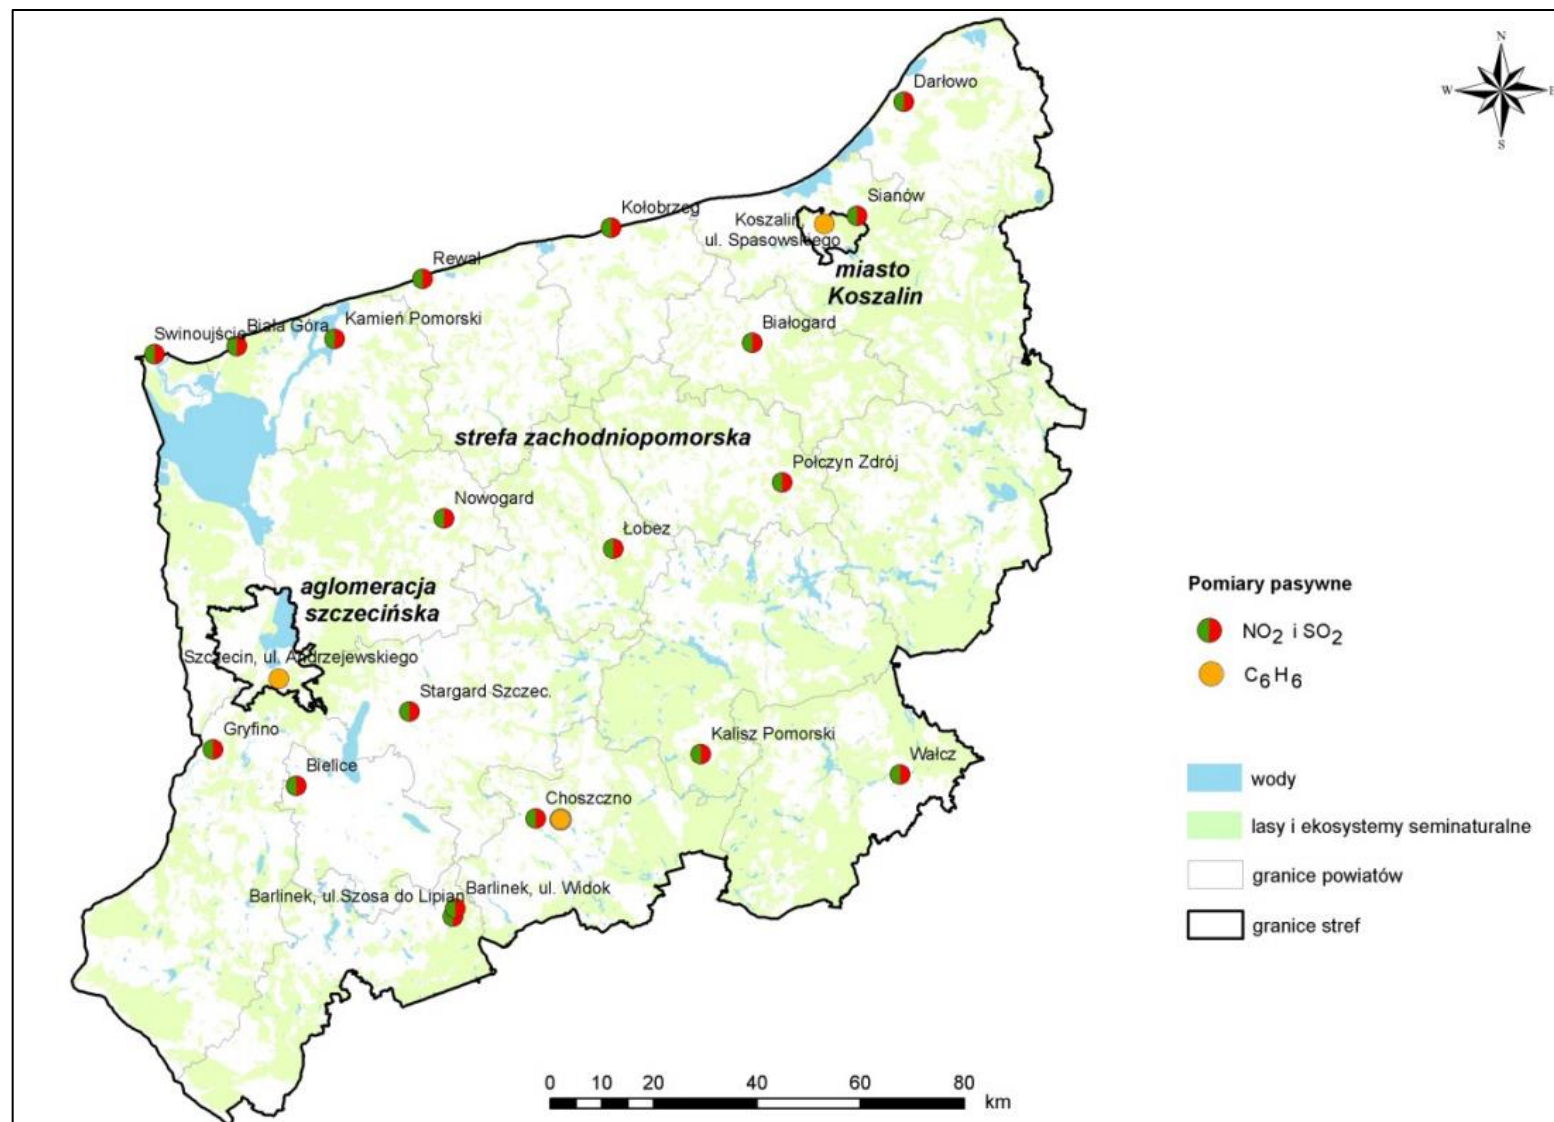 N
W
E
S
Darłowo
Sianów
Kołobrzeg
Koszalin,
ul. Spasowskiego
miasto
Koszalin
Rewal
Kamień Pomorski
Biała Góra
Swinoujście
Białogard
strefa zachodniopomorska
Połczyn Zdrój
Nowogard
Łobez
aglomeracja
szczecińska
Szczecin, ul. Andrzejewskiego
Stargard Szczec.
Gryfino
Kalisz Pomorski
Wałcz
Bielice
Choszczno
Barlinek, ul. Widok
Barlinek, ul.Szosa do Lipian
Pomiary pasywne
NO2 i SO2
C6H6
wody
lasy i ekosystemy seminaturalne
granice powiatów
granice stref
0 10 20 40 60 80
km